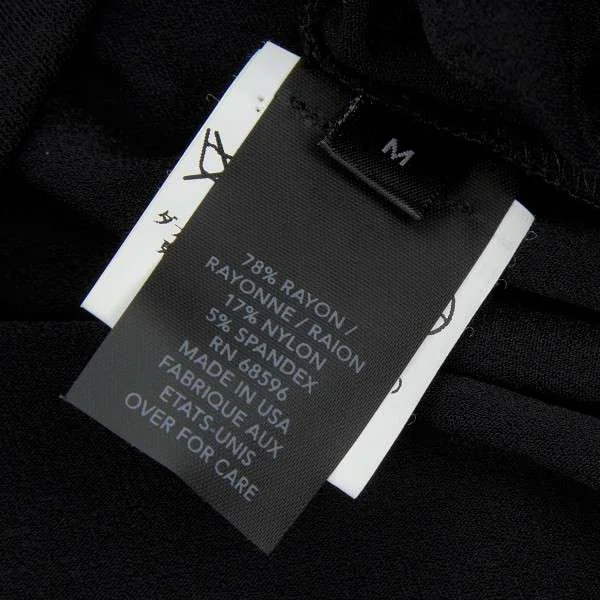 M
78% RAYON /
RAYONNE / RAION
17% NYLON
5% SPANDEX
RN 68596
MADE IN USA
FABRIQUE AUX
ETATS-UNIS
OVER FOR CARE